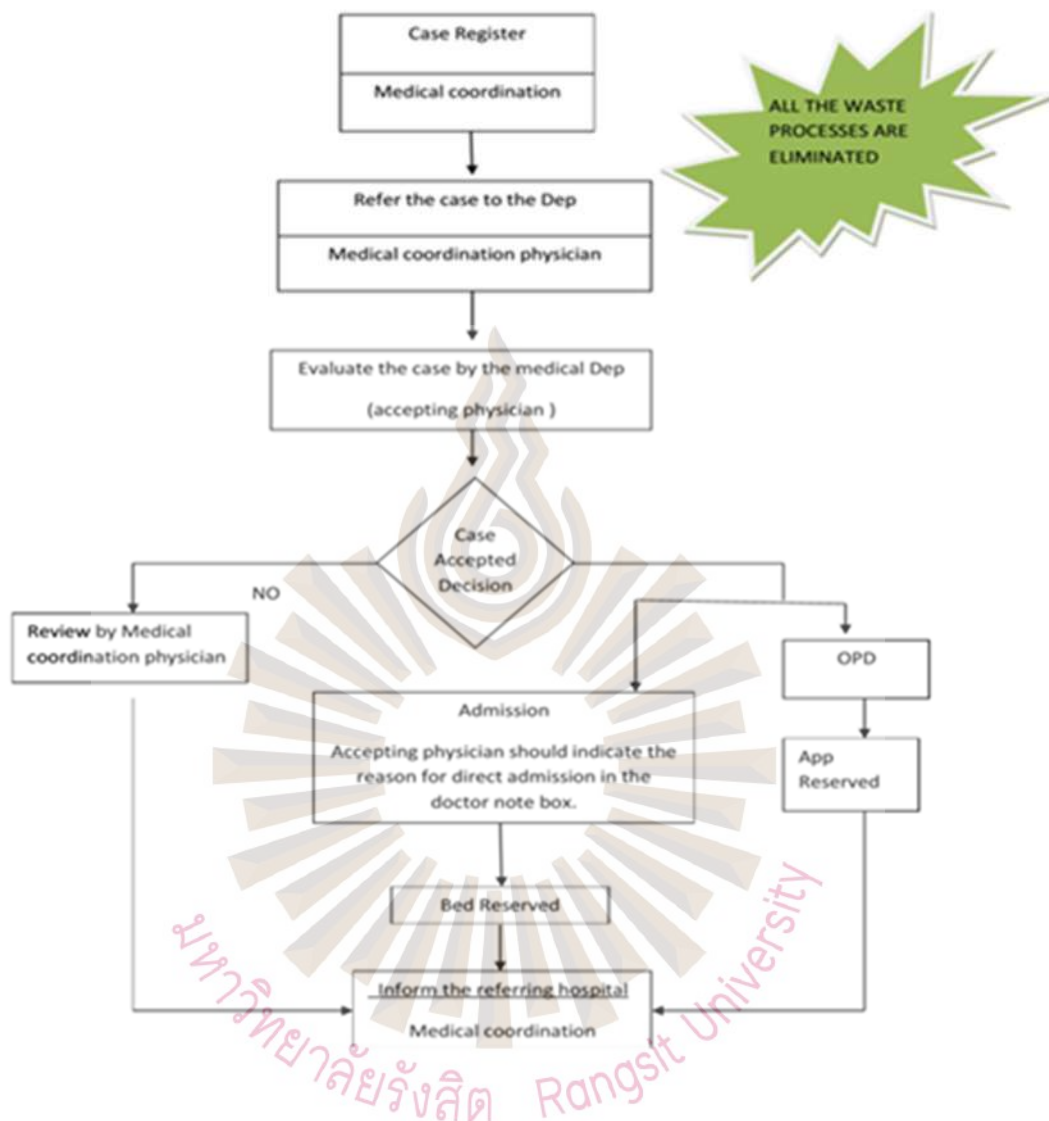 Case Register
Medical coordination
ALL THE WASTE
PROCESSES ARE
ELIMINATED
Refer the case to the Dep
Medical coordination physician
Evaluate the case by the medical Dep
(accepting physician )
Case
Accepted
Decision
NO
Review by Medical
coordination physician
OPD
Admission
Accepting physician should indicate the
reason for direct admission in the
doctor note box.
App
Reserved
Bed Reserved
Inform the referring hospital
Medical coordination
มหาวิทยาลัยรังสิต Rangsit University